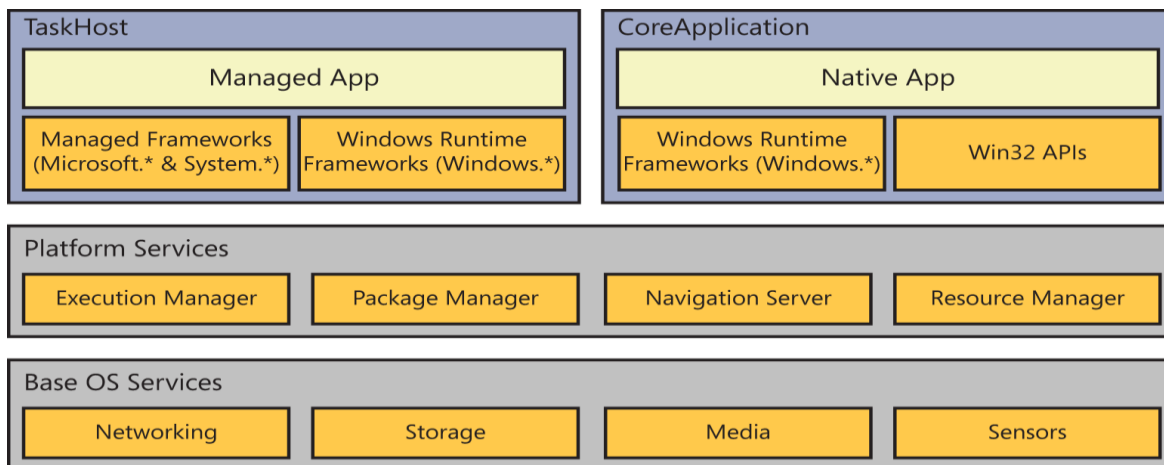 TaskHost
Managed App
Managed Frameworks
(Microsoft.* & System.*)
Windows Runtime
Frameworks (Windows.*)
CoreApplication
Native App
Windows Runtime
Frameworks (Windows.*)
Win32 APIs
Platform Services
Execution Manager
Package Manager
Navigation Server
Resource Manager
Base OS Services
Networking
Storage
Media
Sensors